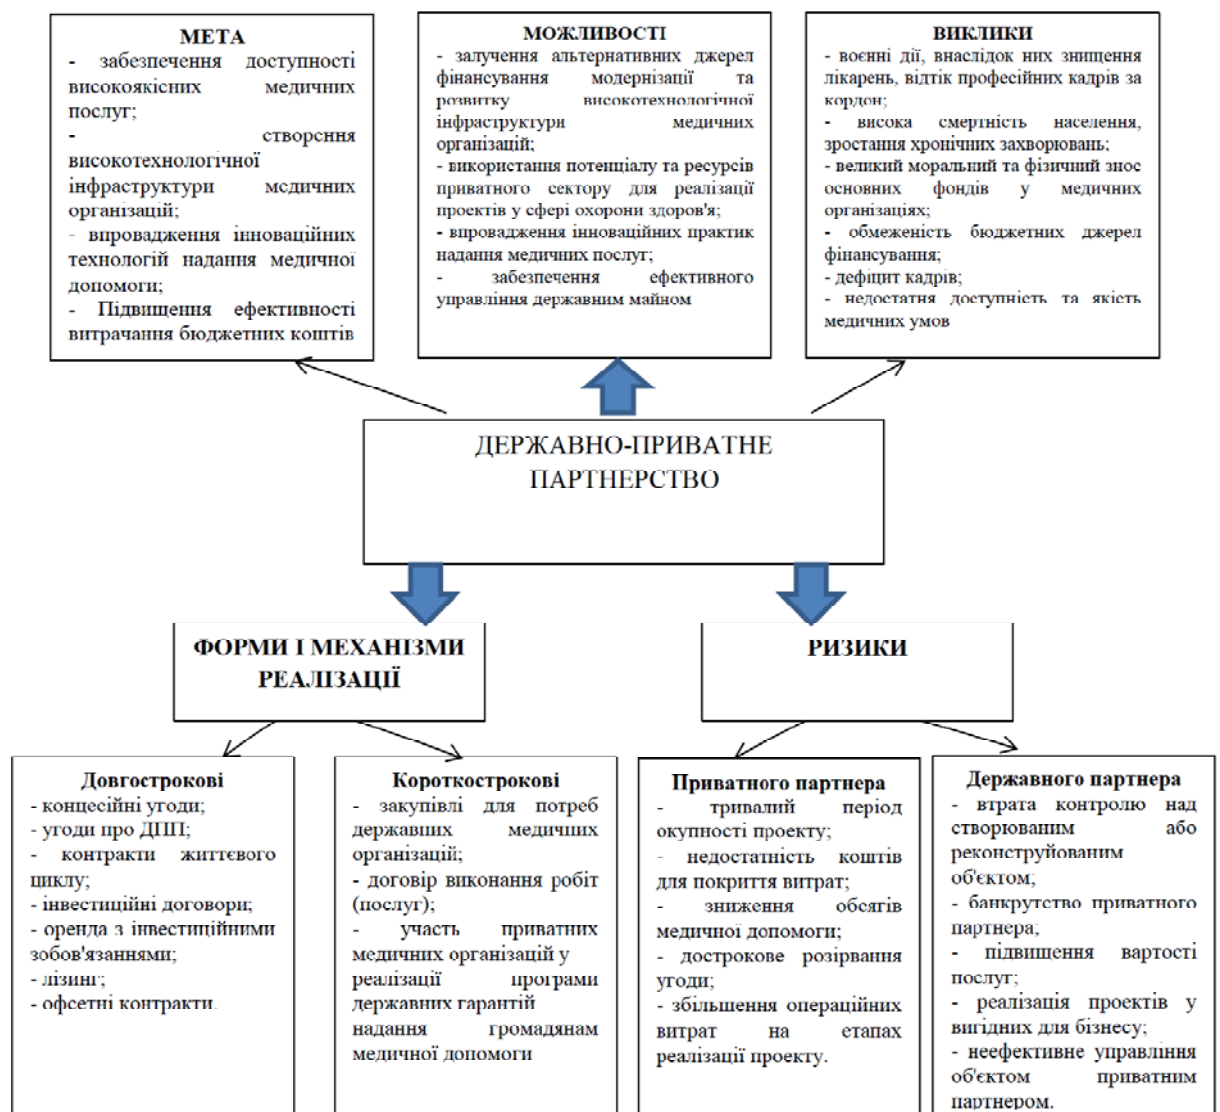 МЕТА
- забезпечення доступності
високоякісних медичних
послуг;
- створення
високотехнологічної
інфраструктури медичних
організацій;
- впровадження інноваційних
технологій надання медичної
допомоги;
- Підвищення ефективності
витрачання бюджетних коштів
МОЖЛИВОСТІ
- залучення альтернативних джерел
фінансування модернізації та
розвитку високотехнологічної
інфраструктури медичних
організацій;
- використання потенціалу та ресурсів
приватного сектору для реалізації
проектів у сфері охорони здоров'я;
- впровадження інноваційних практик
надання медичних послуг;
- забезпечення ефективного
управління державним майном
ВИКЛИКИ
- воєнні дії, внаслідок них знищення
лікарень, відтік професійних кадрів за
кордон;
- висока смертність населення,
зростання хронічних захворювань;
- великий моральний та фізичний знос
основних фондів у медичних
організаціях;
- обмеженість бюджетних джерел
фінансування;
- дефіцит кадрів;
- недостатня доступність та якість
медичних умов
ДЕРЖАВНО-ПРИВАТНЕ
ПАРТНЕРСТВО
ФОРМИ І МЕХАНІЗМИ
РЕАЛІЗАЦІЇ
РИЗИКИ
Довгострокові
- концесійні угоди;
- угоди про ДПП;
- контракти життєвого
циклу;
- інвестиційні договори;
- оренда з інвестиційними
зобов'язаннями;
- лізинг;
- офсетні контракти.
Короткострокові
- закупівлі для потреб
державних медичних
організацій;
- договір виконання робіт
(послуг);
- участь приватних
медичних організацій у
реалізації програми
державних гарантій
надання громадянам
медичної допомоги
Приватного партнера
- тривалий період
окупності проекту;
- недостатність коштів
для покриття витрат;
- зниження обсягів
медичної допомоги;
- дострокове розірвання
угоди;
- збільшення операційних
витрат на етапах
реалізації проекту.
Державного партнера
- втрата контролю над
створюваним або
реконструйованим
об'єктом;
- банкрутство приватного
партнера;
- підвищення вартості
послуг;
- реалізація проектів у
вигідних для бізнесу;
- неефективне управління
об'єктом приватним
партнером.